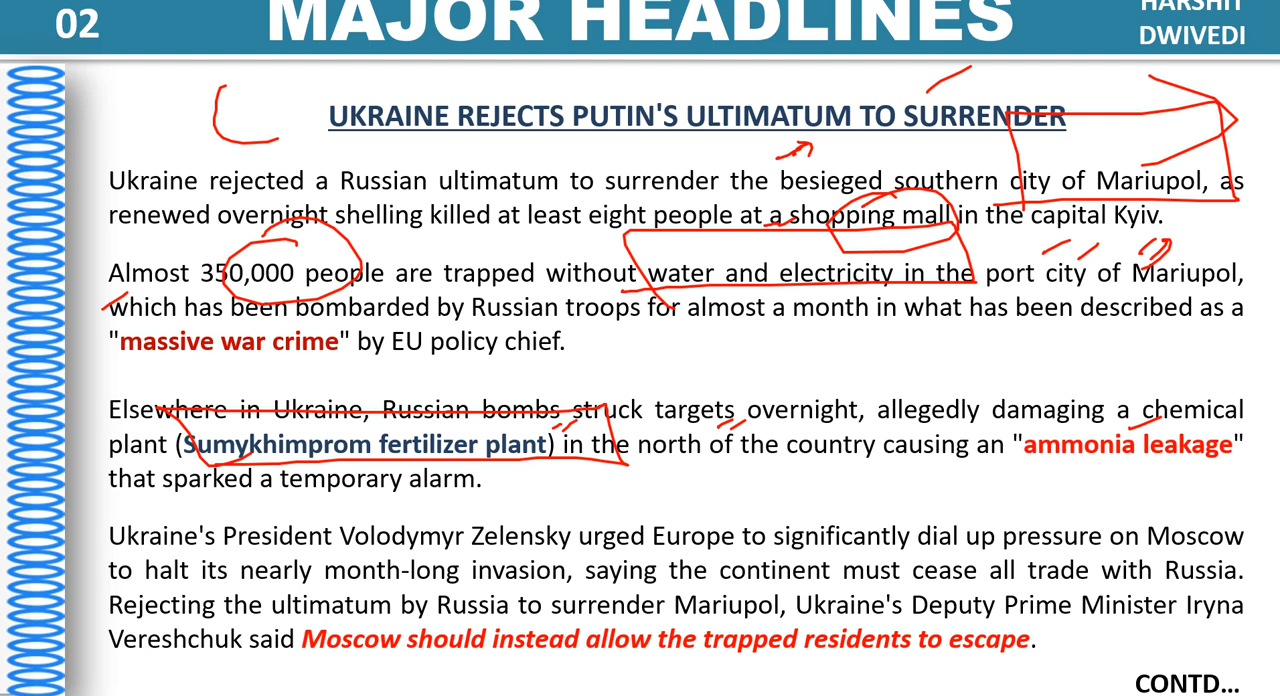 02
MAJOR HEADLINES
HARSHIT
DWIVEDI
UKRAINE REJECTS PUTIN'S ULTIMATUM TO SURRENDER
Ukraine rejected a Russian ultimatum to surrender the besieged southern city of Mariupol, as
renewed overnight shelling killed at least eight people at a shopping mall in the capital Kyiv.
Almost 350,000 people are trapped without water and electricity in the port city of Mariupol,
which has been bombarded by Russian troops for almost a month in what has been described as a
"massive war crime" by EU policy chief.
Elsewhere in Ukraine, Russian bombs struck targets overnight, allegedly damaging a chemical
plant (Sumykhimprom fertilizer plant) in the north of the country causing an "ammonia leakage"
that sparked a temporary alarm.
Ukraine's President Volodymyr Zelensky urged Europe to significantly dial up pressure on Moscow
to halt its nearly month-long invasion, saying the continent must cease all trade with Russia.
Rejecting the ultimatum by Russia to surrender Mariupol, Ukraine's Deputy Prime Minister Iryna
Vereshchuk said Moscow should instead allow the trapped residents to escape.
CONTD...